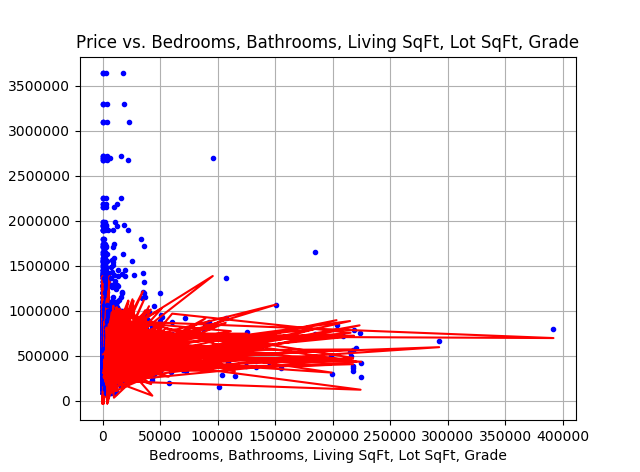 Price vs. Bedrooms, Bathrooms, Living SqFt, Lot SqFt, Grade
3500000
3000000
2500000
2000000
1500000
1000000
500000
0
0 50000 100000 150000 200000 250000 300000 350000 400000
Bedrooms, Bathrooms, Living SqFt, Lot SqFt, Grade